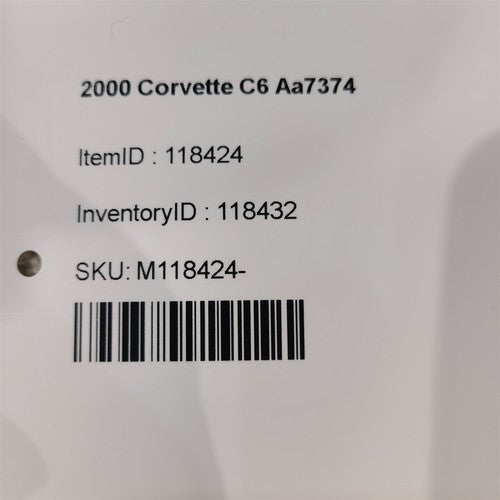 2000 Corvette C6 Aa7374
ItemID : 118424
InventoryID : 118432
SKU: M118424-